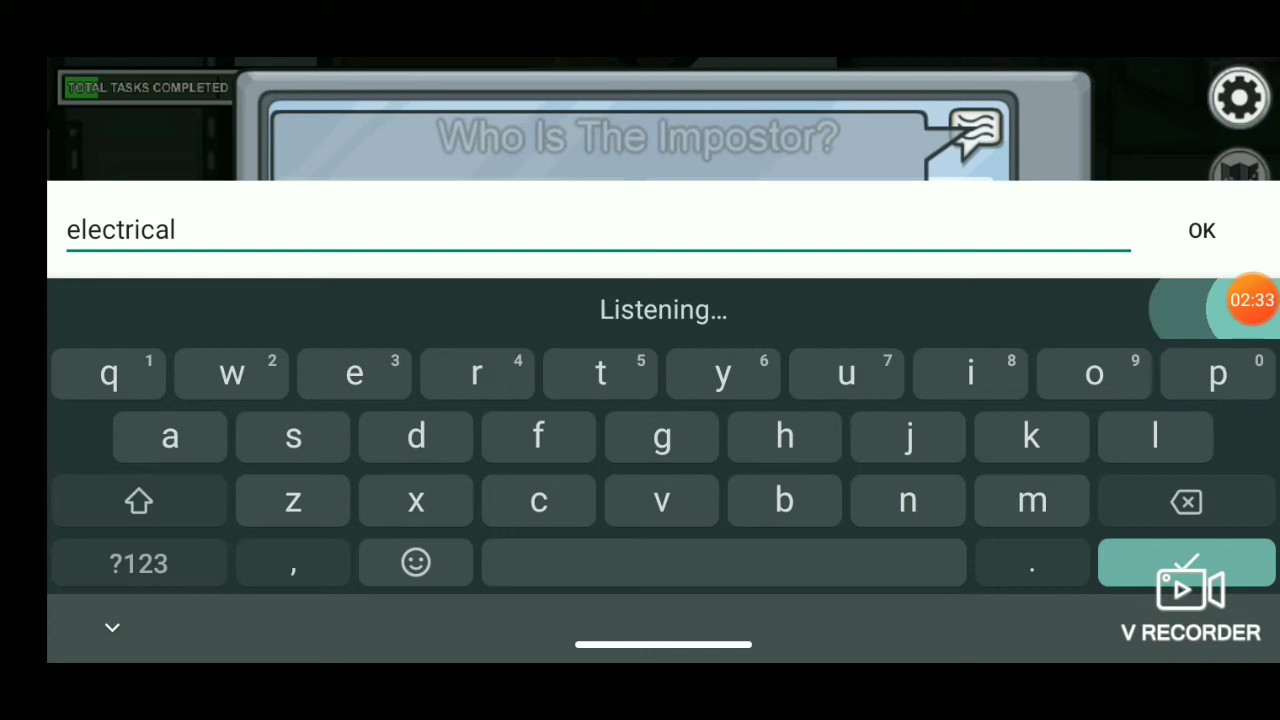 TOTAL TASKS COMPLETED
Who Is The Impostor?
electrical
OK
Listening...
02:33
q 1 w 2 e 3 r 4 t 5 y 6 u 7 i 8 o 9 p 0
a s d f g h j k l
z x c v b n m
?123 , .
V RECORDER